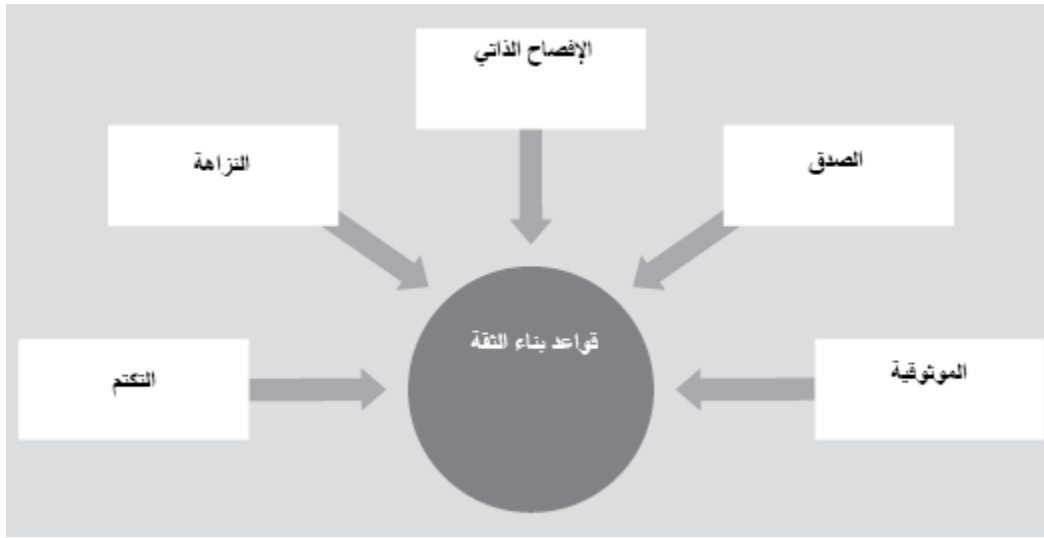 الإفصاح الذاتي
الصدق
النزاهة
قواعد بناء الثقة
الموثوقية
التكتم